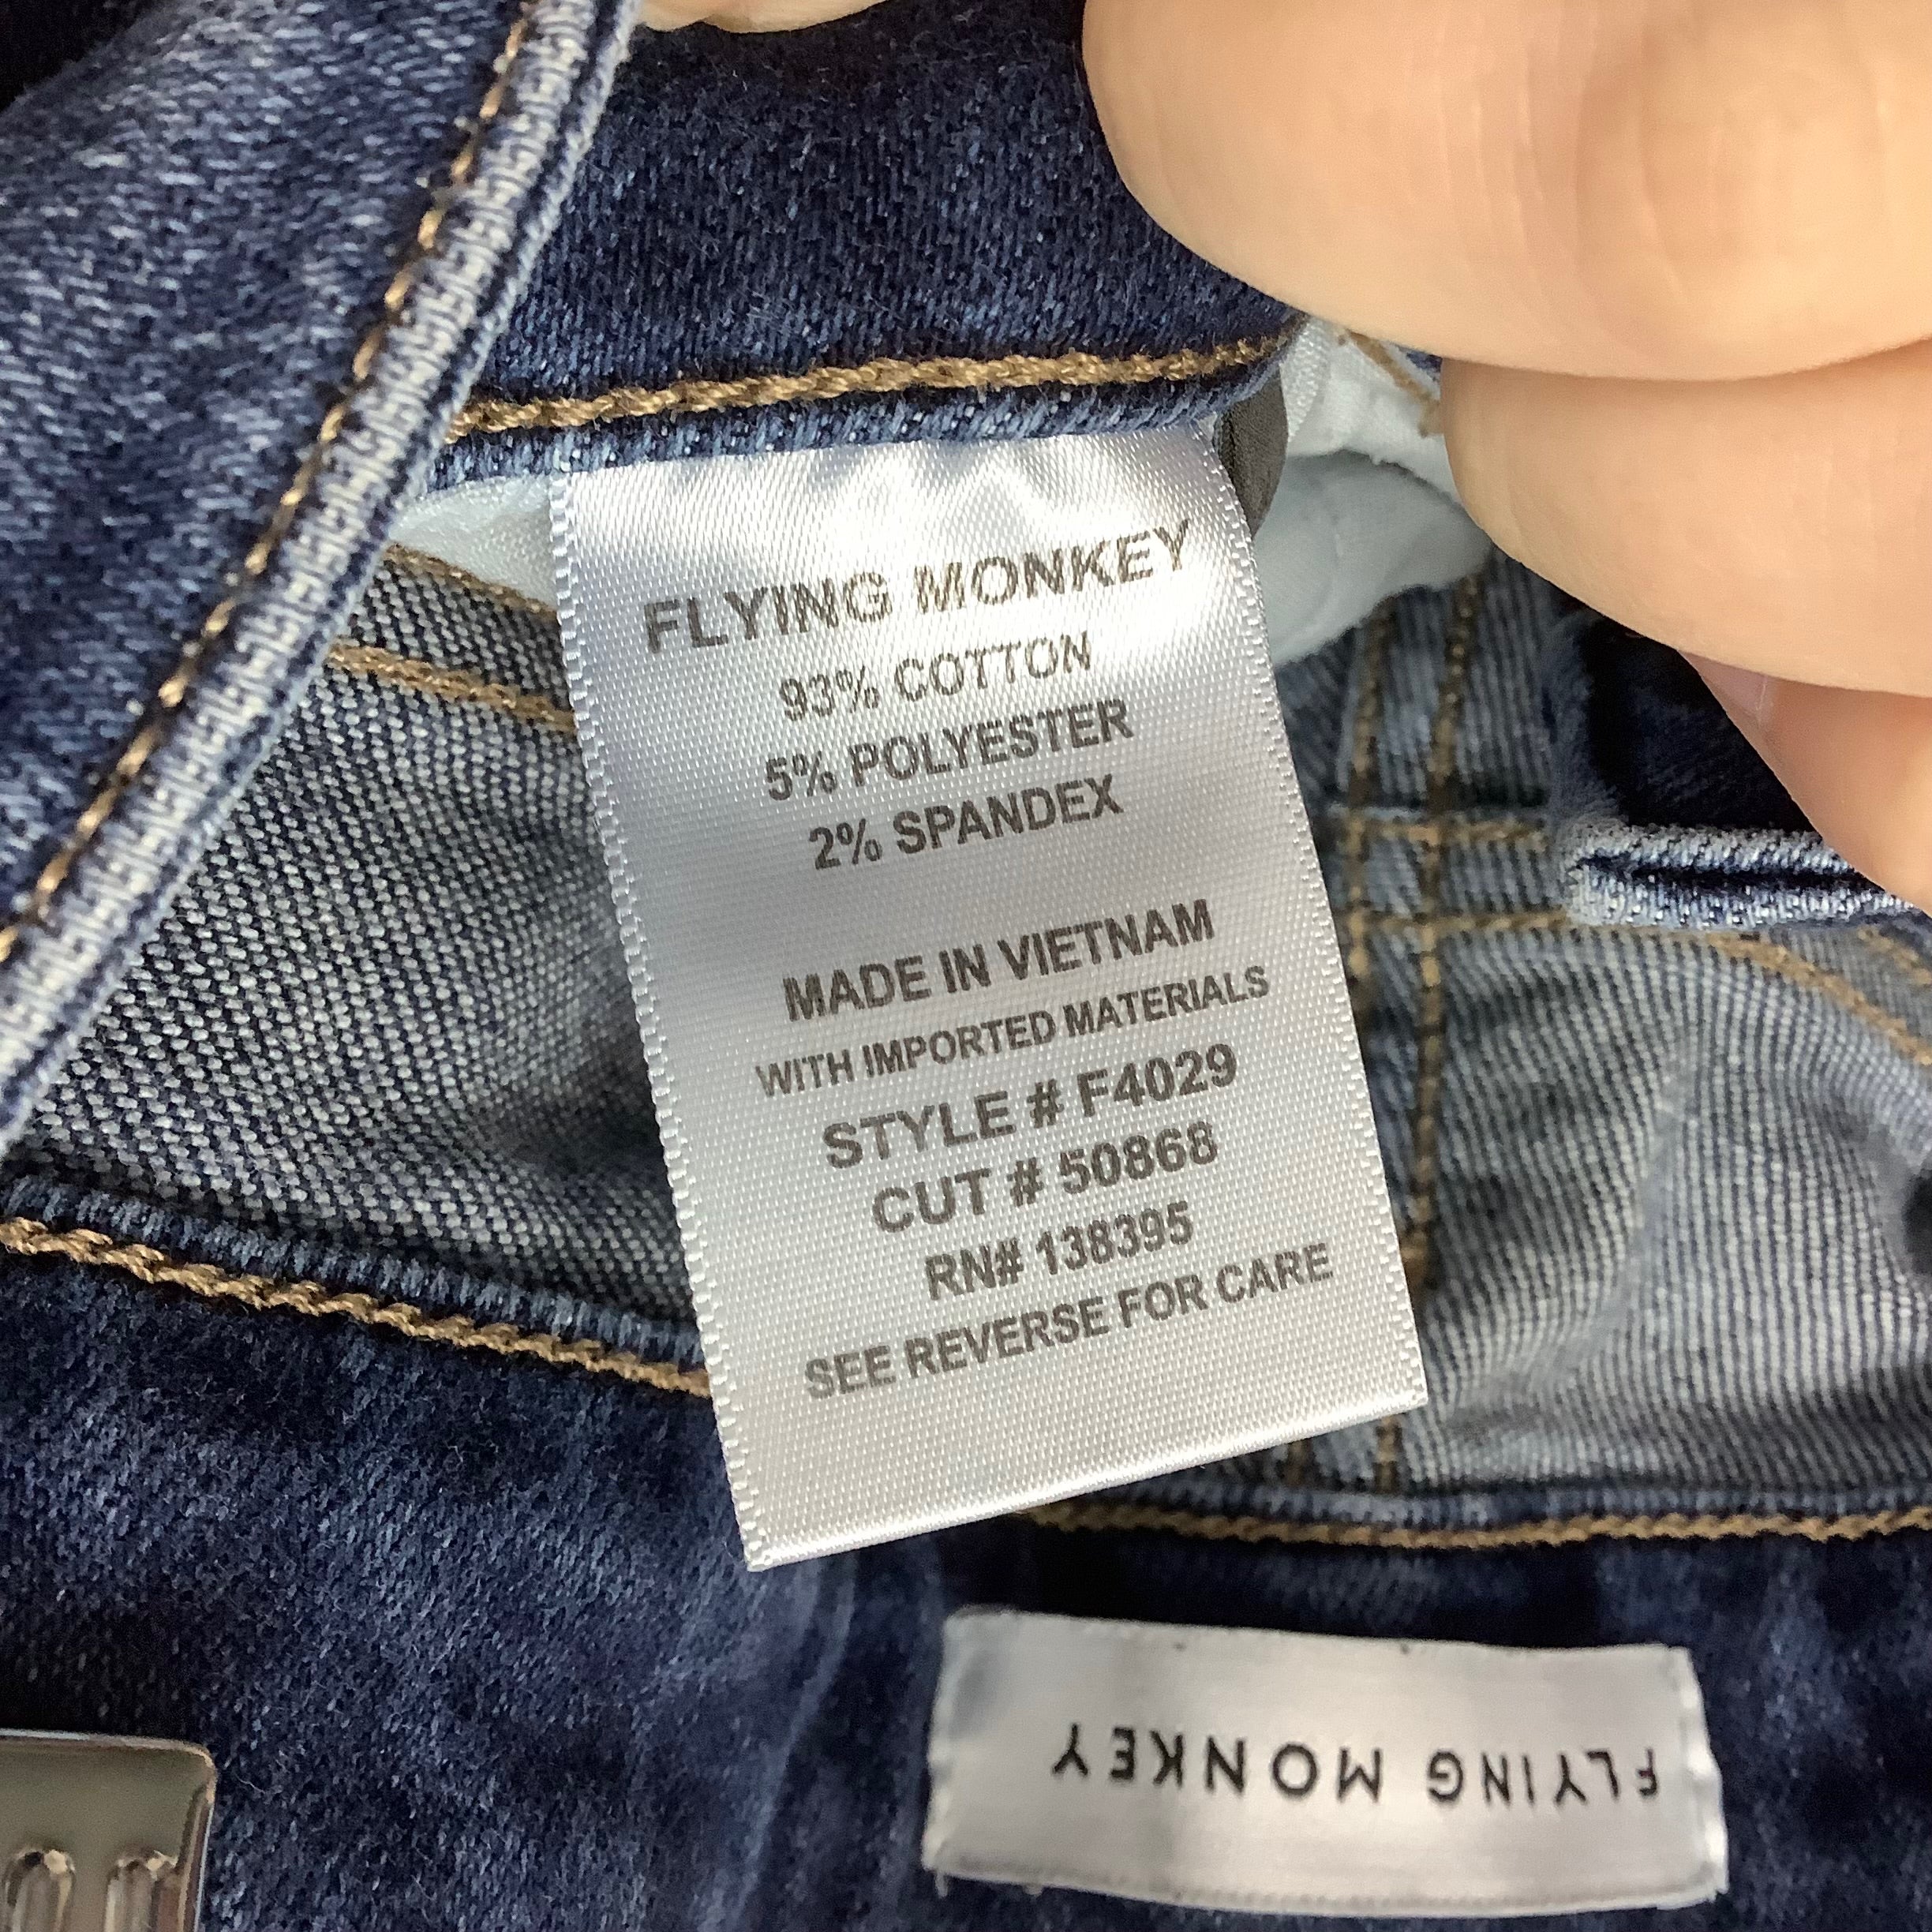 FLYING MONKEY
93% COTTON
5% POLYESTER
2% SPANDEX
MADE IN VIETNAM
WITH IMPORTED MATERIALS
STYLE # F4029
CUT # 50868
RN# 138395
SEE REVERSE FOR CARE
FLYING MONKEY